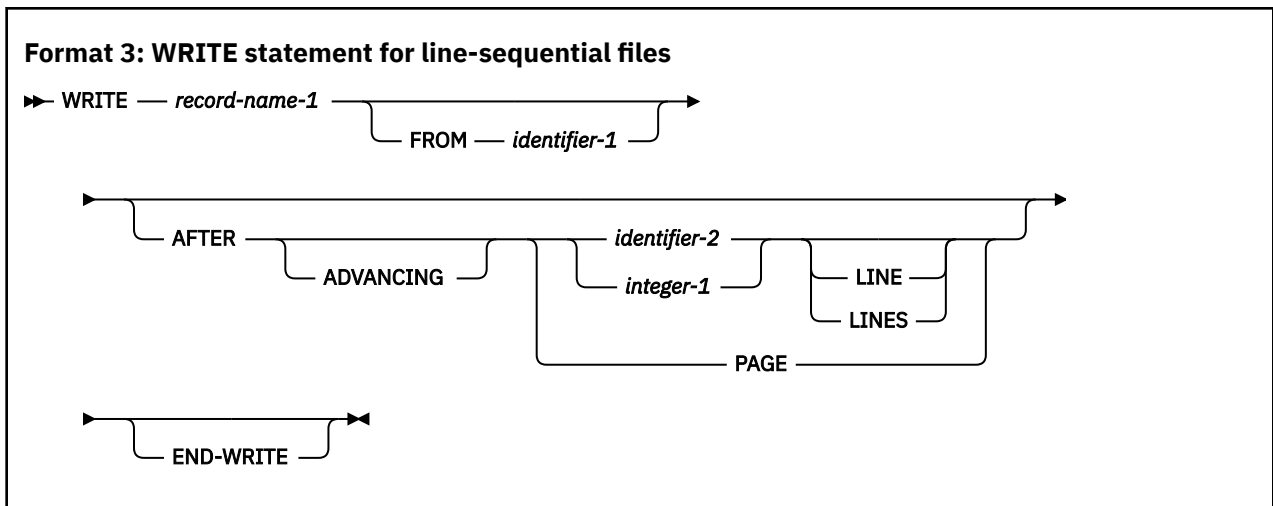 Format 3: WRITE statement for line-sequential files
WRITE record-name-1
FROM identifier-1
AFTER identifier-2
ADVANCING integer-1 LINE
LINES
PAGE
END-WRITE